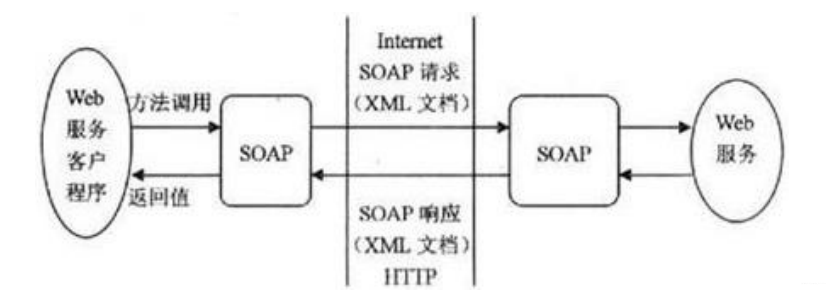 Internet
SOAP 请求
（XML 文档）
Web
服务
客户
程序
方法调用
返回值
SOAP
SOAP
Web
服务
SOAP 响应
（XML 文档）
HTTP